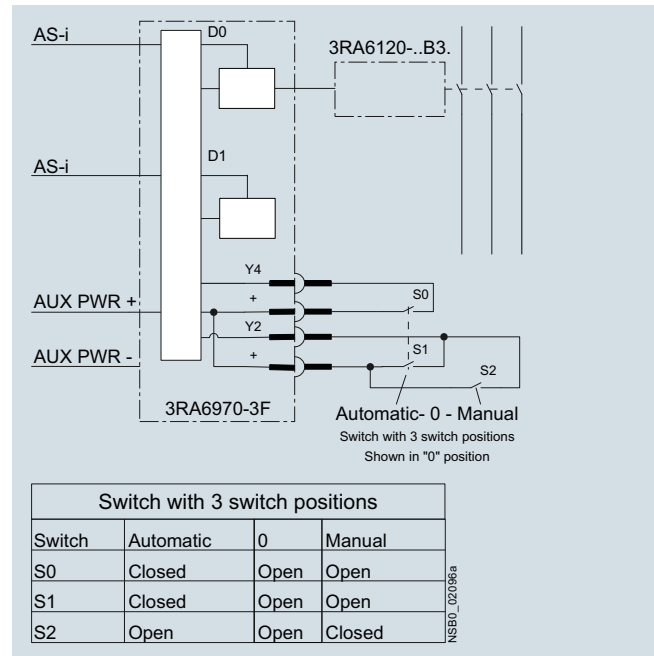 AS-i
D0
3RA6120-..B3.
AS-i
D1
Y4
+
S0
AUX PWR +
Y2
+
S1
AUX PWR -
S2
3RA6970-3F
Automatic- 0 - Manual
Switch with 3 switch positions
Shown in "0" position
Switch with 3 switch positions
Switch Automatic 0 Manual
S0 Closed Open Open
S1 Closed Open Open
S2 Open Open Closed
NSB0_02096a